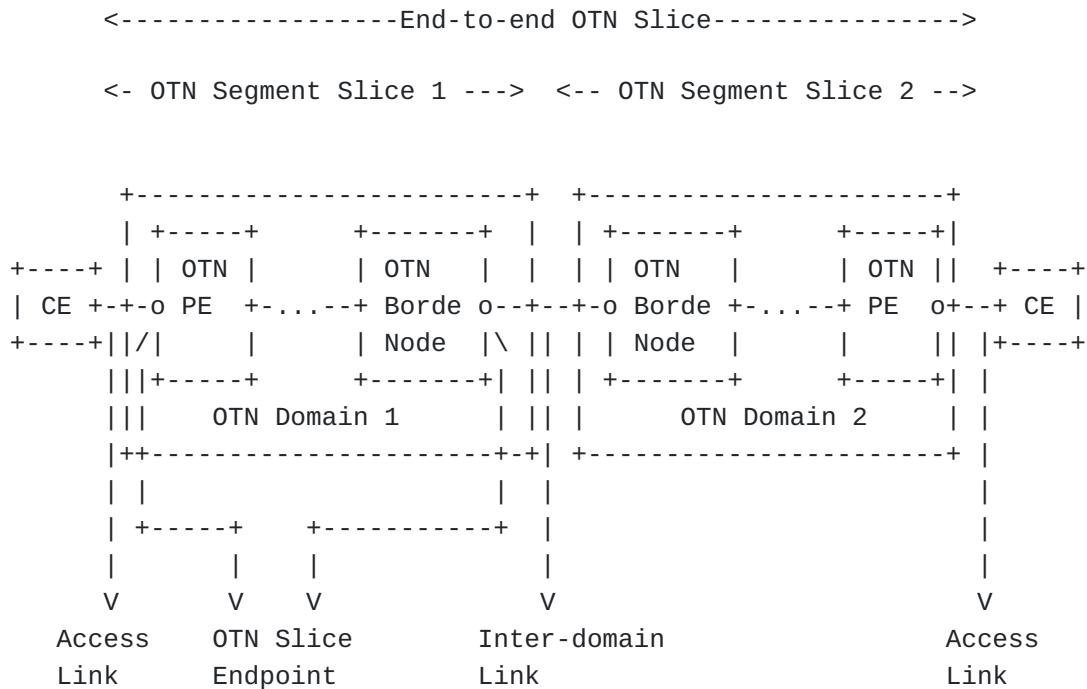 <------------------End-to-end OTN Slice---------------->
<- OTN Segment Slice 1 --->  <-- OTN Segment Slice 2 -->
 +-------------------------+  +-----------------------+
 | +-----+      +-------+  |  | +-------+      +-----+|
+----+ | | OTN |      | OTN   |  |  | | OTN   |      | OTN ||  +----+
| CE +-+-o PE  +-...--+ Borde o--+--+-o Borde +-...--+ PE  o+--+ CE |
+----+||/|     |      | Node  |\ || | | Node  |      |     || |+----+
|||+-----+      +-------+| || | +-------+      +-----+| |
|||    OTN Domain 1      | || |      OTN Domain 2     | |
|++----------------------+-+| +-----------------------+ |
| |                      |  |                           |
| +-----+    +-----------+  |                           |
|       |    |              |                           |
V       V    V              V                           V
Access    OTN Slice        Inter-domain                  Access
Link      Endpoint         Link                          Link